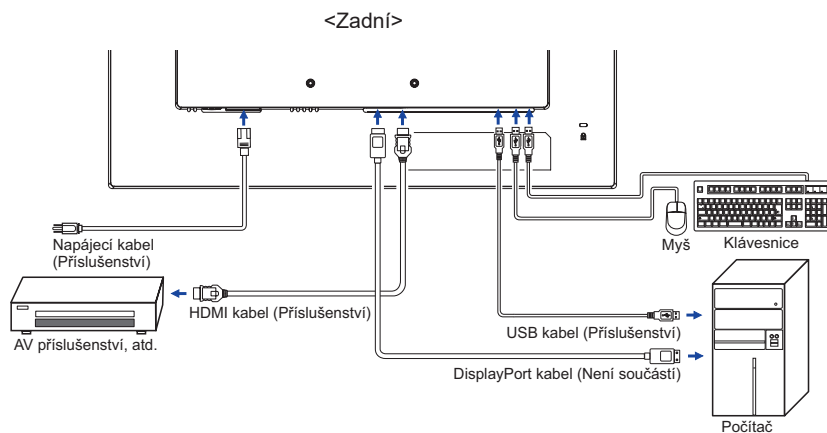 <Zadní>
Napájecí kabel
(Příslušenství)
Myš
Klávesnice
HDMI kabel (Příslušenství)
AV příslušenství, atd.
USB kabel (Příslušenství)
DisplayPort kabel (Není součástí)
Počítač